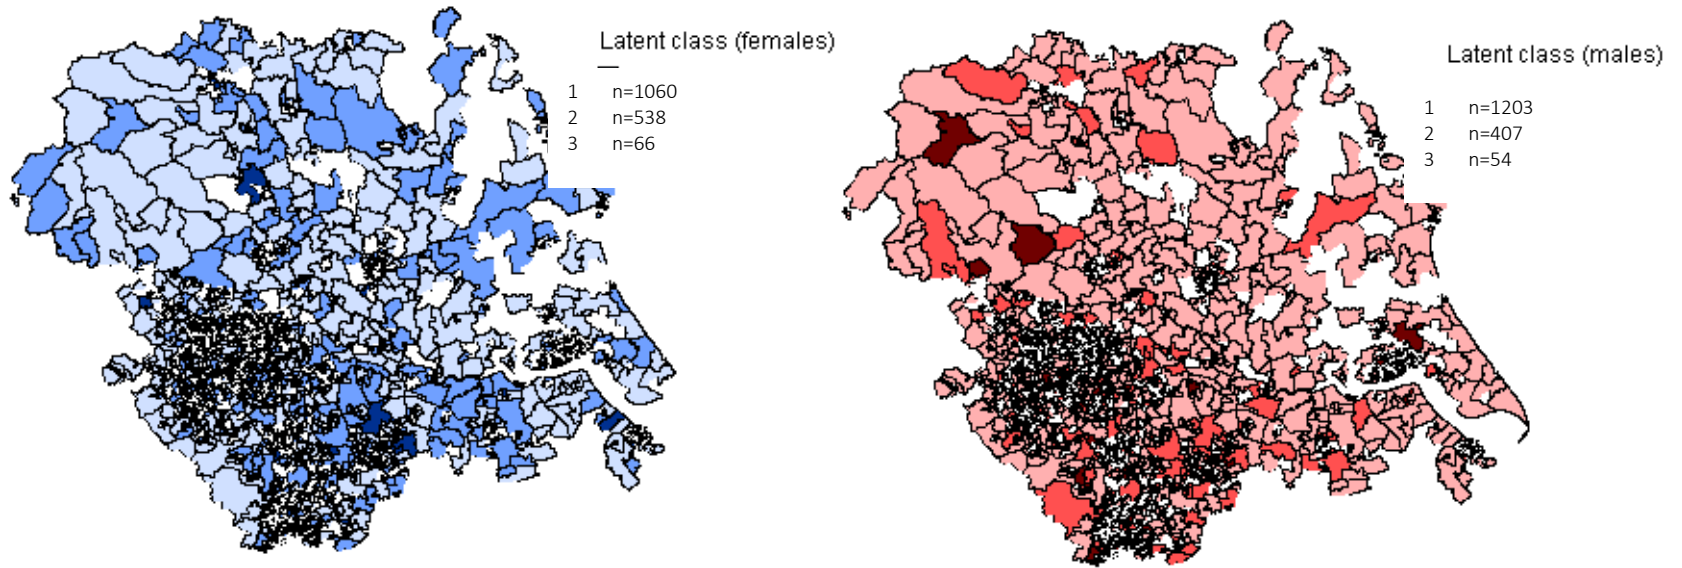 Latent class (females)
1 n=1060
2 n=538
3 n=66
Latent class (males)
1 n=1203
2 n=407
3 n=54